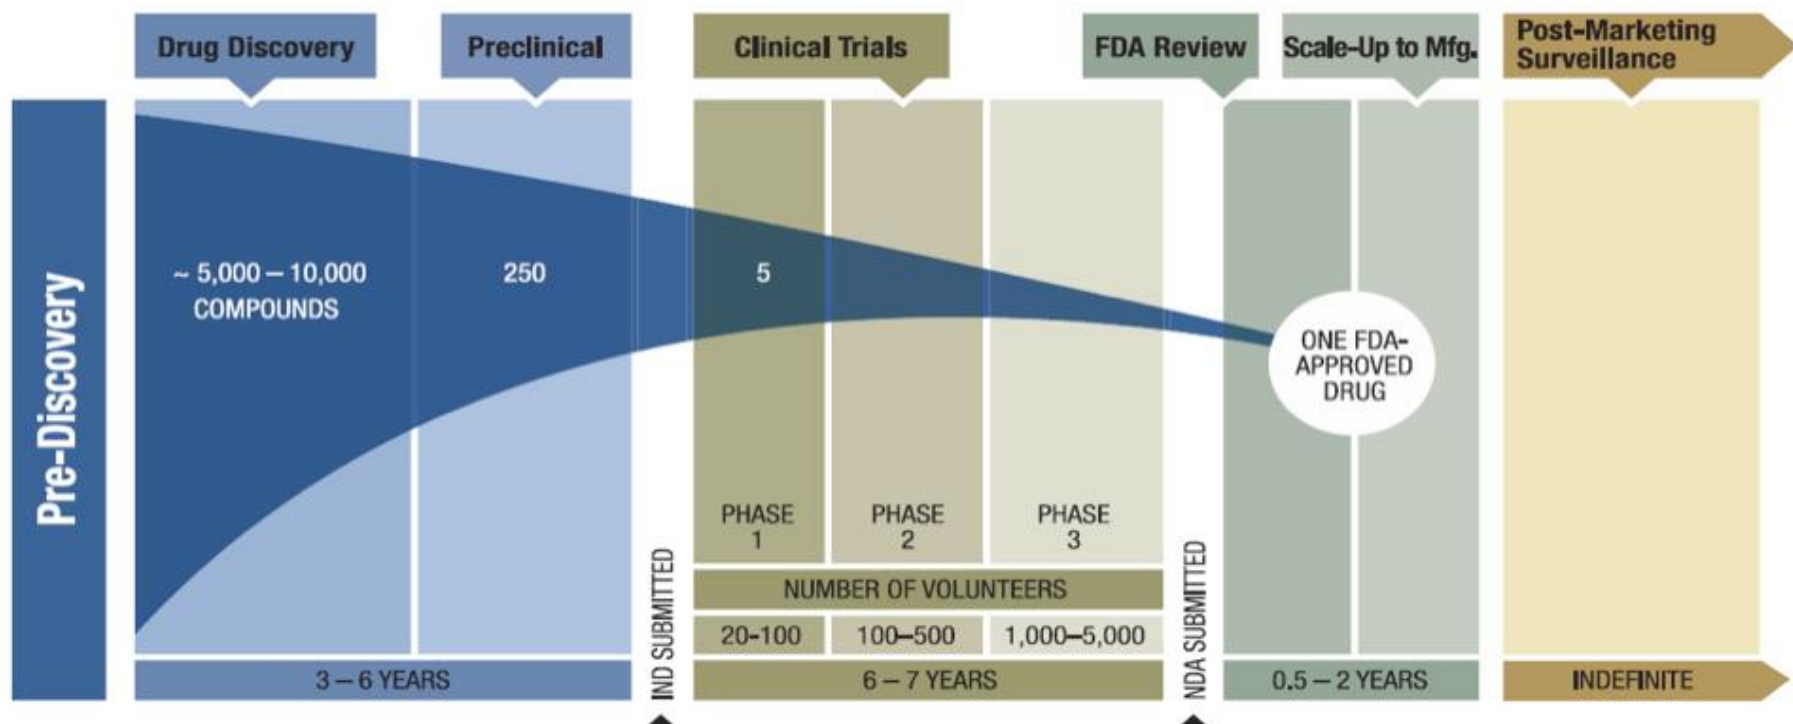 Drug Discovery
Preclinical
Clinical Trials
FDA Review
Scale-Up to Mfg.
Post-Marketing
Surveillance
Pre-Discovery
~ 5,000 – 10,000
COMPOUNDS
250
5
ONE FDA-
APPROVED
DRUG
PHASE
1
PHASE
2
PHASE
3
IND SUBMITTED
NDA SUBMITTED
NUMBER OF VOLUNTEERS
20-100
100–500
1,000–5,000
3 – 6 YEARS
6 – 7 YEARS
0.5 – 2 YEARS
INDEFINITE